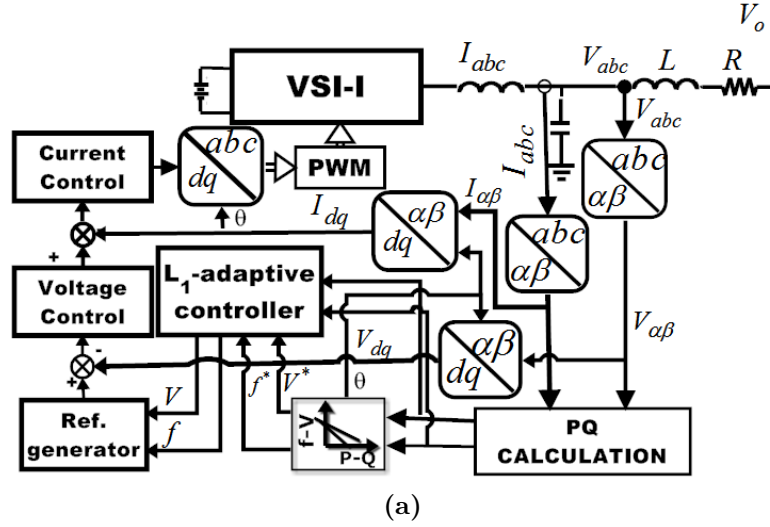 V_o
I_abc
V_abc
L
R
VSI-I
V_abc
Current
Control
abc
dq
PWM
I_abc
abc
αβ
θ
I_dq
αβ
dq
I_αβ
abc
αβ
+
L_1-adaptive
controller
Voltage
Control
V_αβ
-
+
V_dq
αβ
dq
V
f
f^*
V^*
θ
Ref.
generator
f-V
P-Q
PQ
CALCULATION
(a)